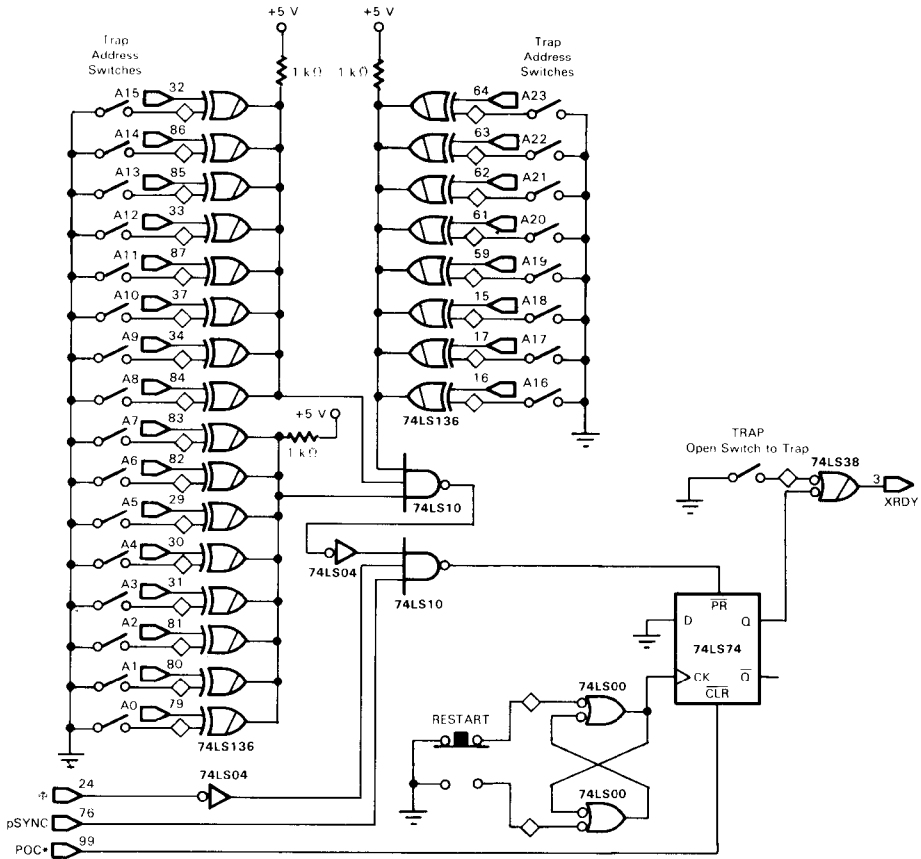 +5 V
+5 V
Trap
Address
Switches
1 kΩ
1 kΩ
Trap
Address
Switches
A15
32
64
A23
A14
86
63
A22
A13
85
62
A21
A12
33
61
A20
A11
87
59
A19
A10
37
15
A18
A9
34
17
A17
A8
84
16
A16
74LS136
A7
83
+5 V
1 kΩ
A6
82
A5
29
A4
30
A3
31
A2
81
A1
80
A0
79
74LS136
74LS10
74LS04
74LS10
TRAP
Open Switch to Trap
74LS38
3
XRDY
PR
D
Q
74LS74
CK
Q
CLR
RESTART
74LS00
74LS00
74LS04
24
pSYNC
76
POC*
99